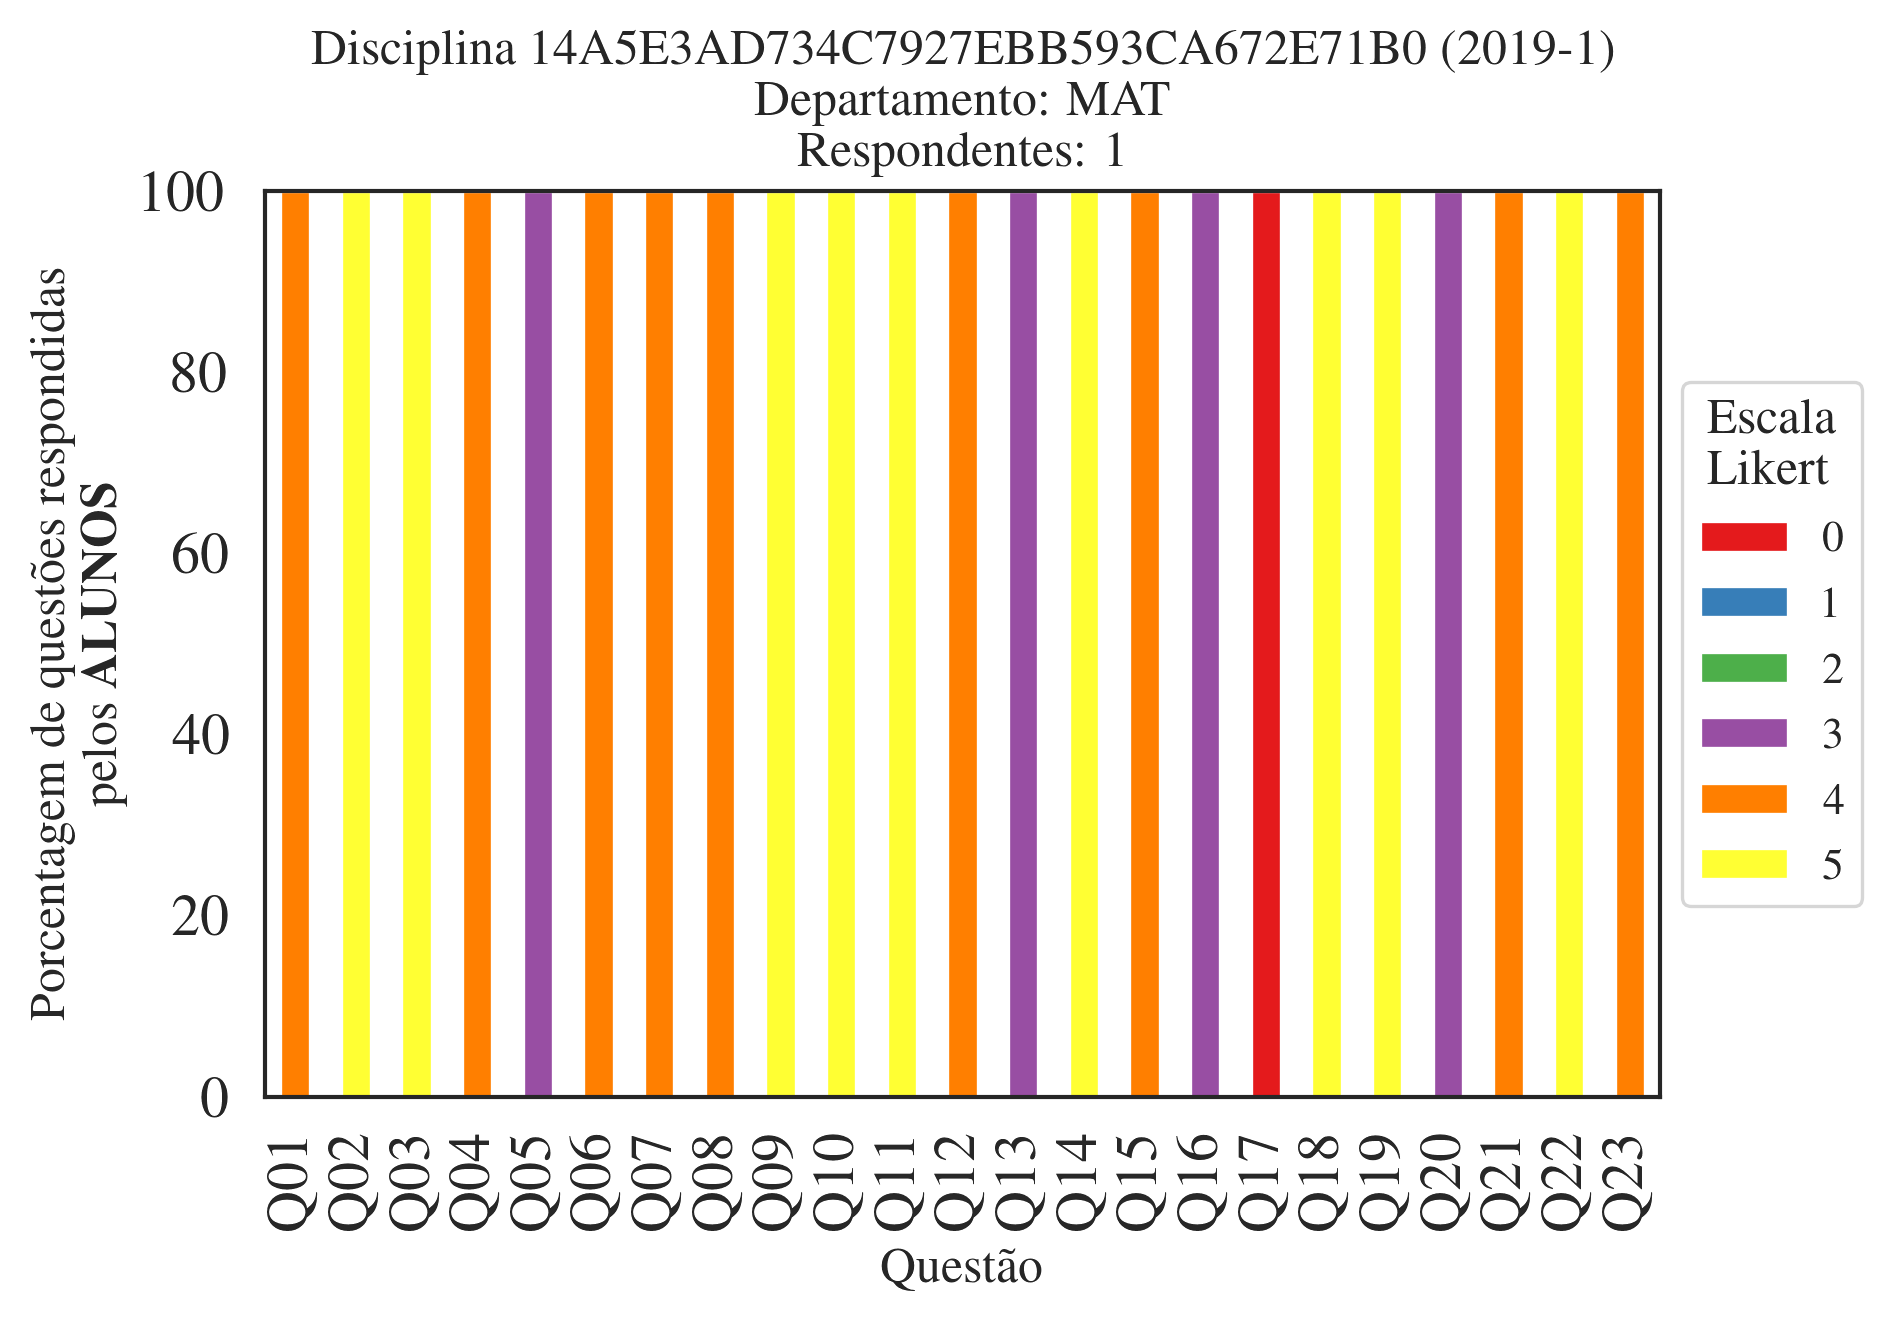 Disciplina 14A5E3AD734C7927EBB593CA672E71B0 (2019-1)
Departamento: MAT
Respondentes: 1
Porcentagem de questões respondidas
pelos ALUNOS
100
80
60
40
20
0
Q01
Q02
Q03
Q04
Q05
Q06
Q07
Q08
Q09
Q10
Q11
Q12
Q13
Q14
Q15
Q16
Q17
Q18
Q19
Q20
Q21
Q22
Q23
Questão
Escala
Likert
0
1
2
3
4
5